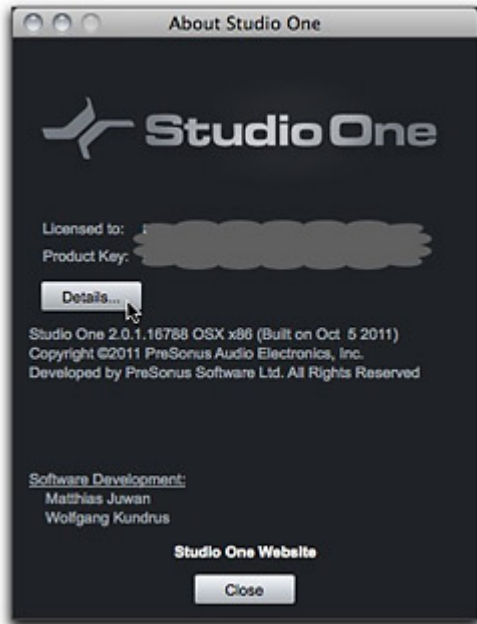 About Studio One
Studio One
Licensed to:
Product Key:
Details...
Studio One 2.0.1.16788 OSX x86 (Built on Oct 5 2011)
Copyright ©2011 PreSonus Audio Electronics, Inc.
Developed by PreSonus Software Ltd. All Rights Reserved
Software Development:
Matthias Juwan
Wolfgang Kundrus
Studio One Website
Close